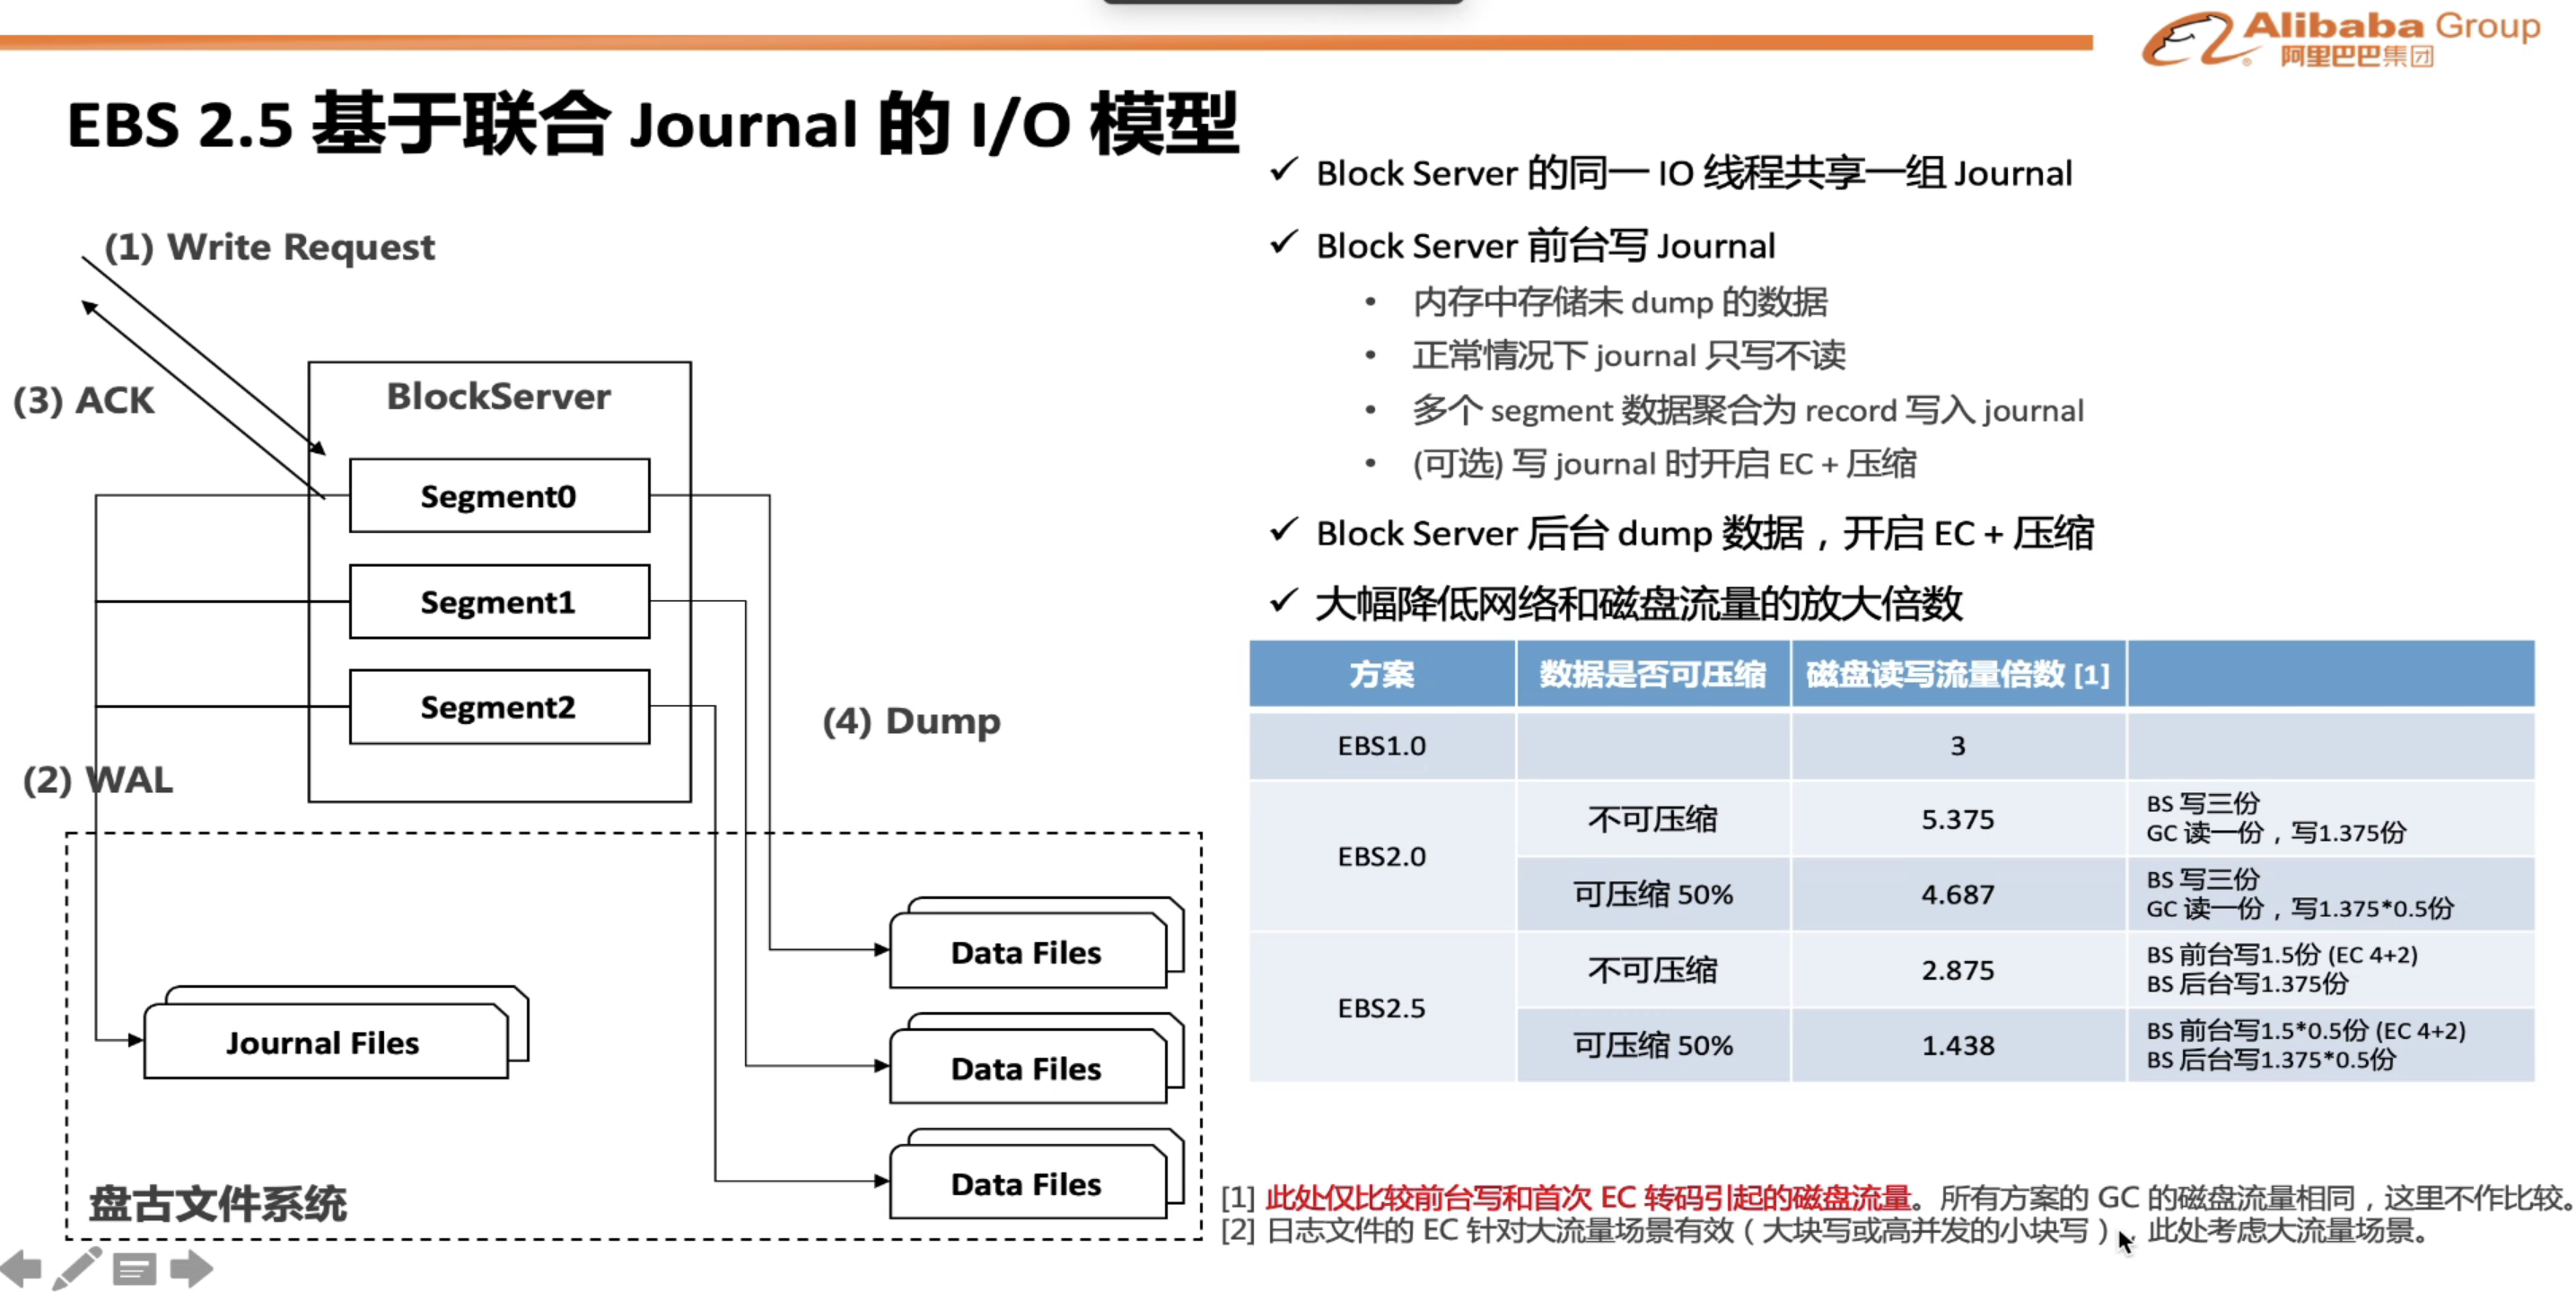 Alibaba Group
阿里巴巴集团
EBS 2.5 基于联合 Journal 的 I/O 模型
(1) Write Request
(3) ACK
BlockServer
Segment0
Segment1
Segment2
(4) Dump
(2) WAL
Data Files
Data Files
Data Files
Journal Files
盘古文件系统
✓ Block Server 的同一 IO 线程共享一组 Journal
✓ Block Server 前台写 Journal
• 内存中存储未 dump 的数据
• 正常情况下 journal 只写不读
• 多个 segment 数据聚合为 record 写入 journal
• (可选) 写 journal 时开启 EC + 压缩
✓ Block Server 后台 dump 数据，开启 EC + 压缩
✓ 大幅降低网络和磁盘流量的放大倍数
方案 数据是否可压缩 磁盘读写流量倍数 [1]
EBS1.0 3
EBS2.0
不可压缩 5.375
BS 写三份
GC 读一份，写1.375份
可压缩 50% 4.687
BS 写三份
GC 读一份，写1.375*0.5份
EBS2.5
不可压缩 2.875
BS 前台写1.5份 (EC 4+2)
BS 后台写1.375份
可压缩 50% 1.438
BS 前台写1.5*0.5份 (EC 4+2)
BS 后台写1.375*0.5份
[1] 此处仅比较前台写和首次 EC 转码引起的磁盘流量。所有方案的 GC 的磁盘流量相同，这里不作比较。
[2] 日志文件的 EC 针对大流量场景有效（大块写或高并发的小块写），此处考虑大流量场景。